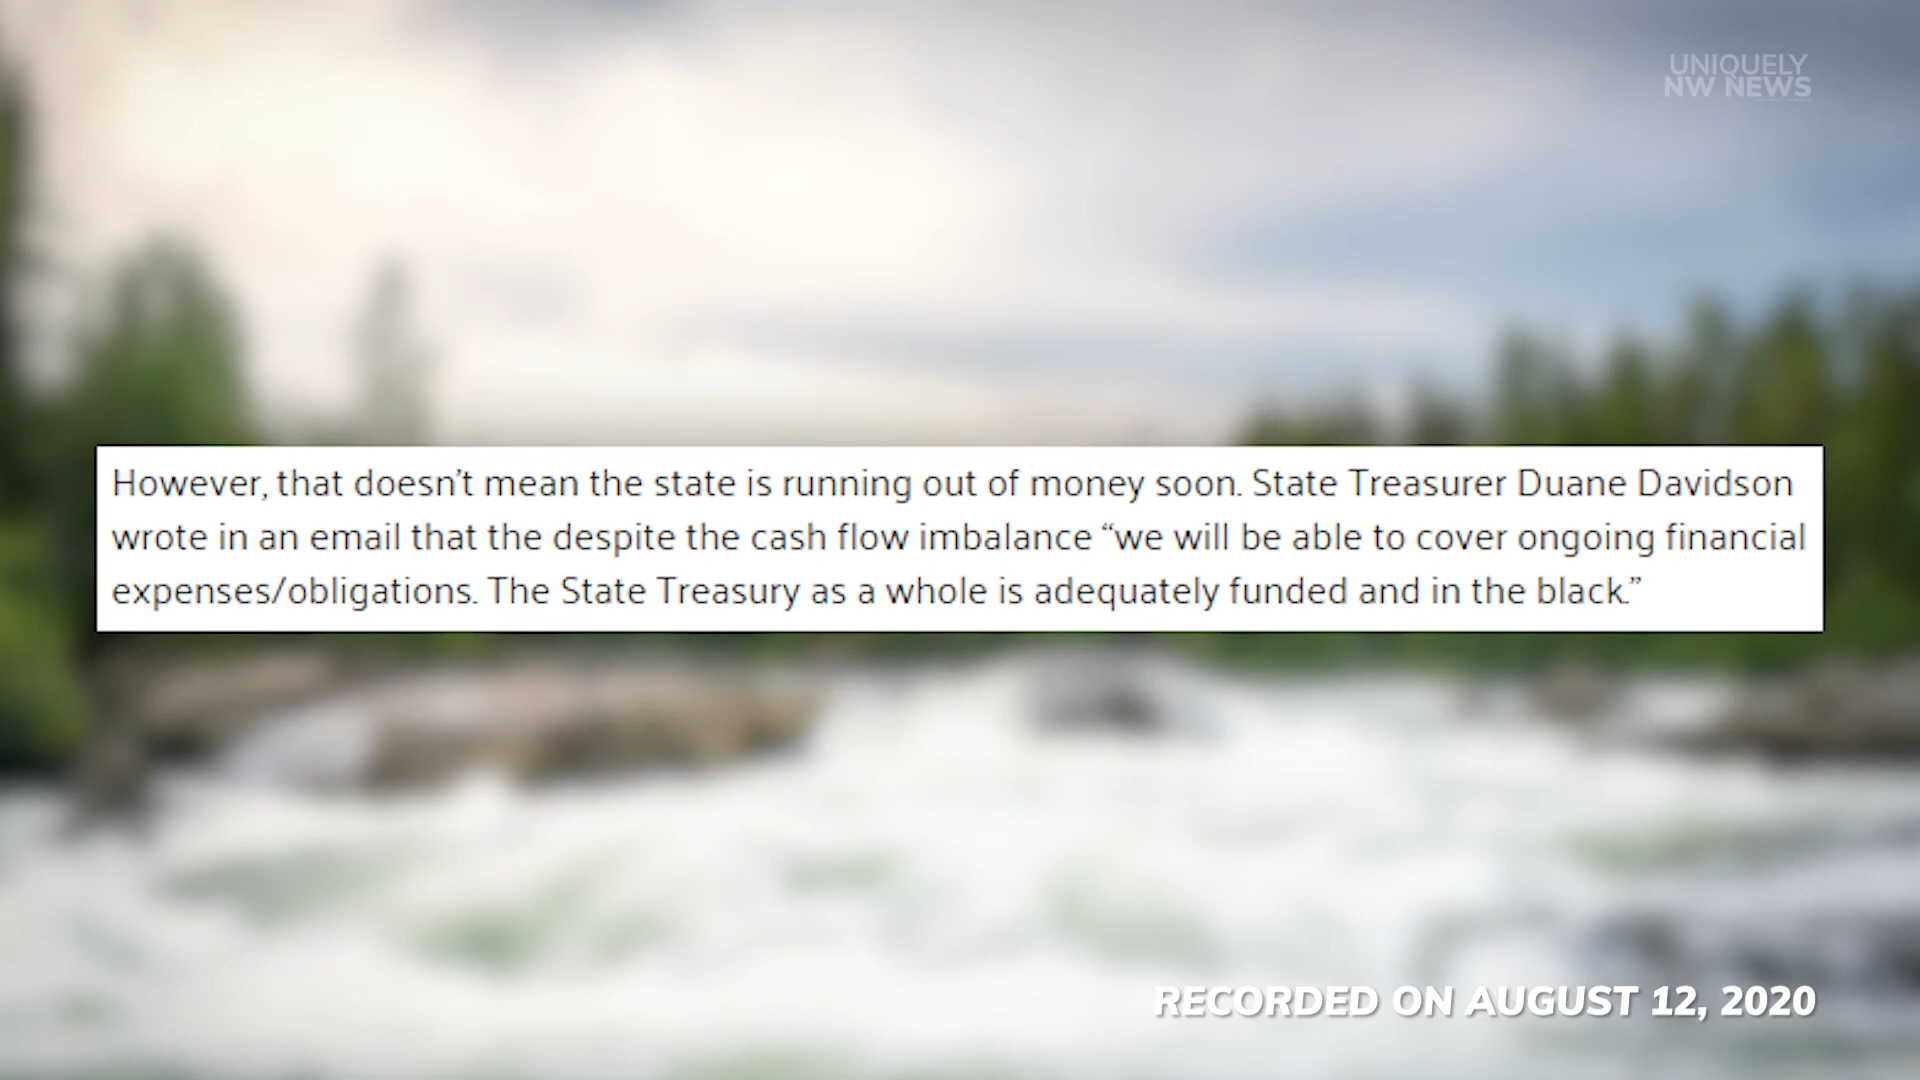 UNIQUELY
NW NEWS
However, that doesn’t mean the state is running out of money soon. State Treasurer Duane Davidson
wrote in an email that the despite the cash flow imbalance “we will be able to cover ongoing financial
expenses/obligations. The State Treasury as a whole is adequately funded and in the black.”
RECORDED ON AUGUST 12, 2020